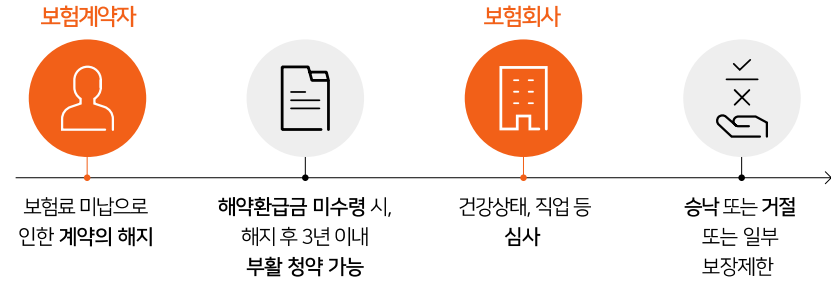 보험계약자
보험회사
보험료 미납으로
인한 계약의 해지
해약환급금 미수령 시,
해지 후 3년 이내
부활 청약 가능
건강상태, 직업 등
심사
승낙 또는 거절
또는 일부
보장제한